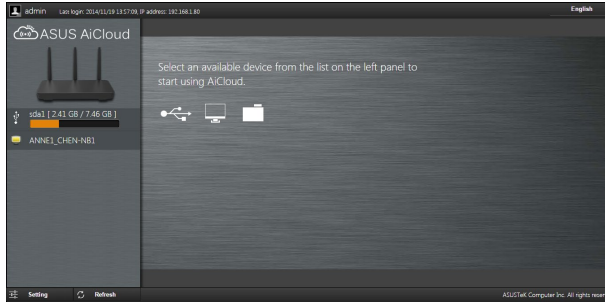 admin Last login: 2014/11/19 13:57:09, IP address: 192.168.1.80
English
ASUS AiCloud
Select an available device from the list on the left panel to
start using AiCloud.
sda1 [ 2.41 GB / 7.46 GB ]
ANNE1_CHEN-NB1
Setting Refresh
ASUSTeK Computer Inc. All rights reser